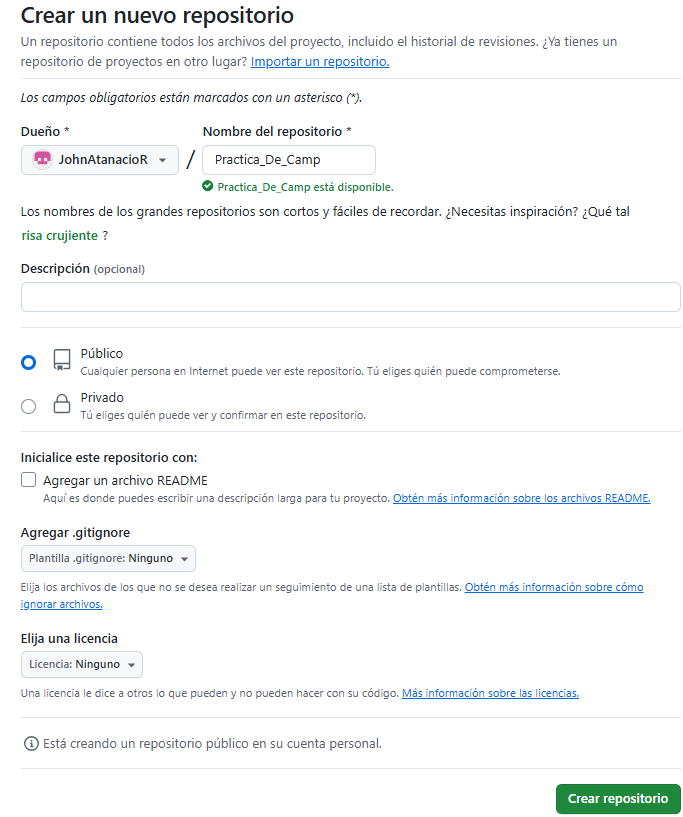 Crear un nuevo repositorio
Un repositorio contiene todos los archivos del proyecto, incluido el historial de revisiones. ¿Ya tienes un
repositorio de proyectos en otro lugar? Importar un repositorio.
Los campos obligatorios están marcados con un asterisco (*).
Dueño * Nombre del repositorio *
JohnAtanacioR / Practica_De_Camp
Practica_De_Camp está disponible.
Los nombres de los grandes repositorios son cortos y fáciles de recordar. ¿Necesitas inspiración? ¿Qué tal
risa crujiente ?
Descripción (opcional)
Público
Cualquier persona en Internet puede ver este repositorio. Tú eliges quién puede comprometerse.
Privado
Tú eliges quién puede ver y confirmar en este repositorio.
Inicialice este repositorio con:
Agregar un archivo README
Aquí es donde puedes escribir una descripción larga para tu proyecto. Obtén más información sobre los archivos README.
Agregar .gitignore
Plantilla .gitignore: Ninguno
Elija los archivos de los que no se desea realizar un seguimiento de una lista de plantillas. Obtén más información sobre cómo
ignorar archivos.
Elija una licencia
Licencia: Ninguno
Una licencia le dice a otros lo que pueden y no pueden hacer con su código. Más información sobre las licencias.
Está creando un repositorio público en su cuenta personal.
Crear repositorio